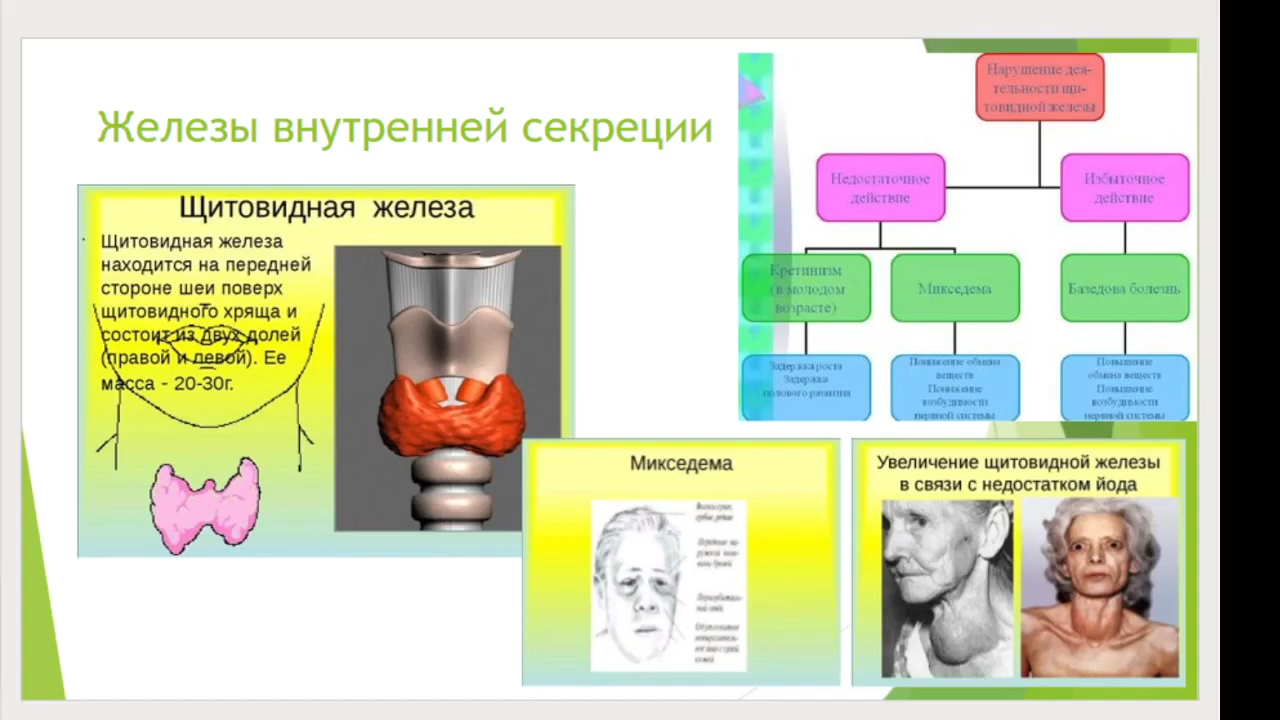 Железы внутренней секреции
Щитовидная железа
Щитовидная железа
находится на передней
стороне шеи поверх
щитовидного хряща и
состоит из двух долей
(правой и левой). Ее
масса - 20-30г.
Нарушение дея-
тельности щи-
товидной железы
Недостаточное
действие
Избыточное
действие
Кретинизм
(в молодом
возрасте)
Микседема
Базедова болезнь
Задержка роста
Задержка
полового развития
Понижение обмена
веществ
Понижение
возбудимости
нервной системы
Повышение
обмена веществ
Повышение
возбудимости
нервной системы
Микседема
Увеличение щитовидной железы
в связи с недостатком йода